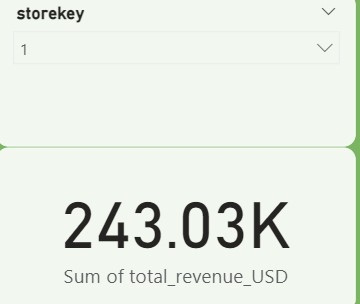 storekey
1
243.03K
Sum of total_revenue_USD